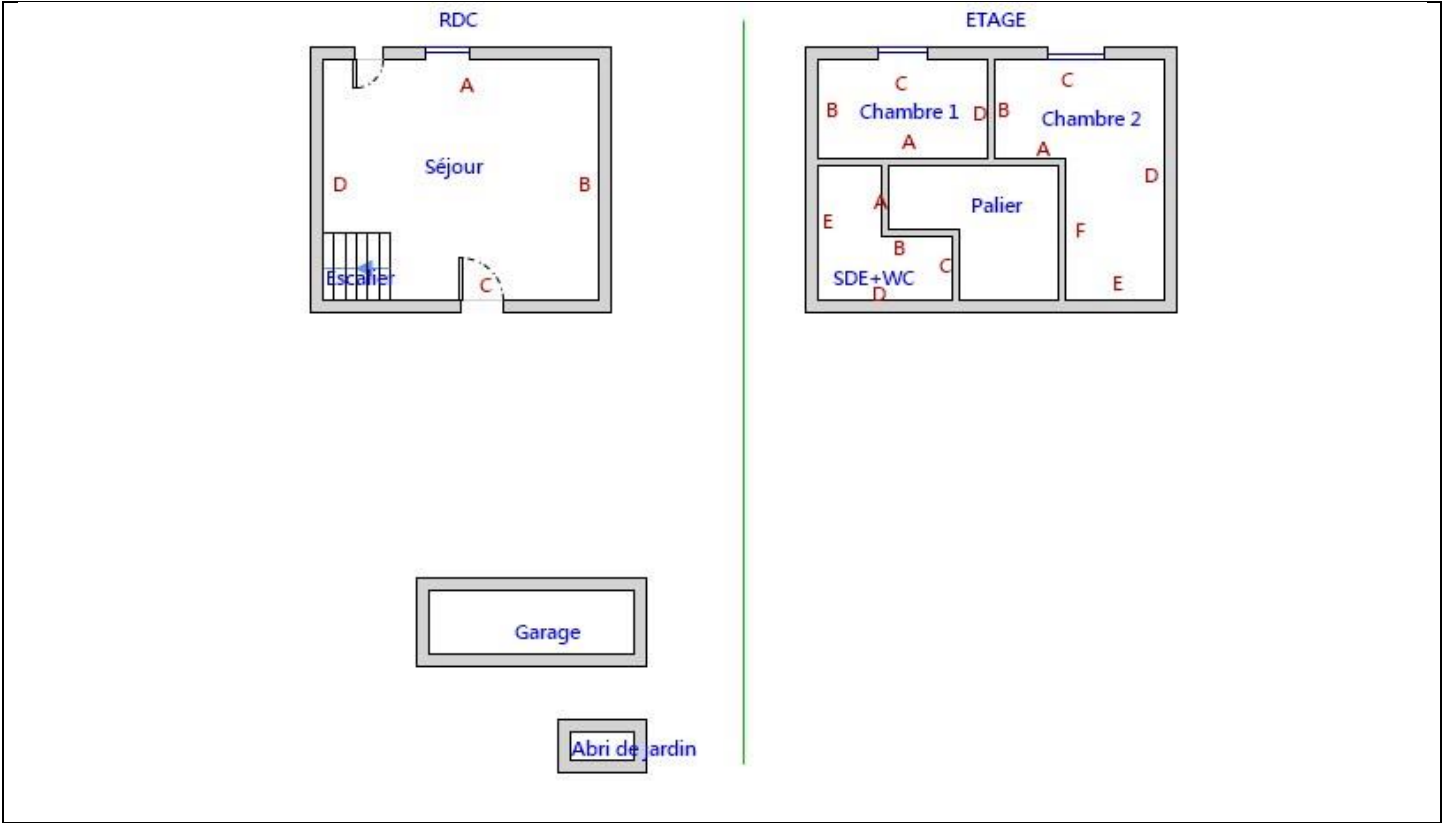 RDC
A
Séjour
D
B
Escalier
C
Garage
Abri de jardin
ETAGE
C
B
Chambre 1
D
A
C
B
Chambre 2
A
D
A
Palier
E
F
B
C
SDE+WC
D
E